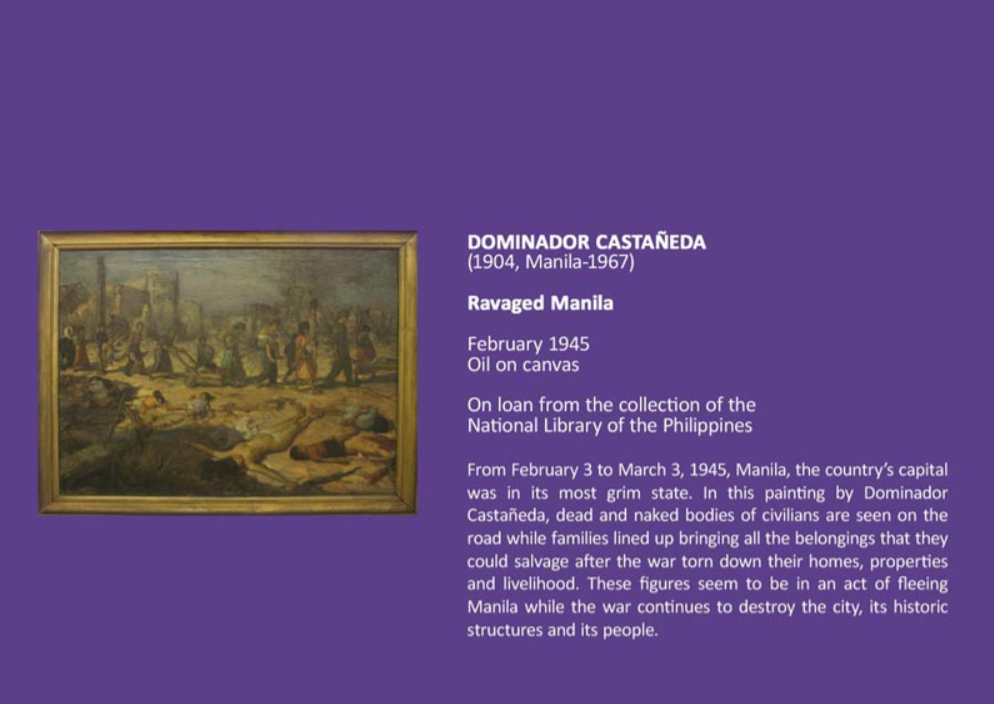 DOMINADOR CASTAÑEDA
(1904, Manila-1967)
Ravaged Manila
February 1945
Oil on canvas
On loan from the collection of the
National Library of the Philippines
From February 3 to March 3, 1945, Manila, the country's capital
was in its most grim state. In this painting by Dominador
Castañeda, dead and naked bodies of civilians are seen on the
road while families lined up bringing all the belongings that they
could salvage after the war torn down their homes, properties
and livelihood. These figures seem to be in an act of fleeing
Manila while the war continues to destroy the city, its historic
structures and its people.